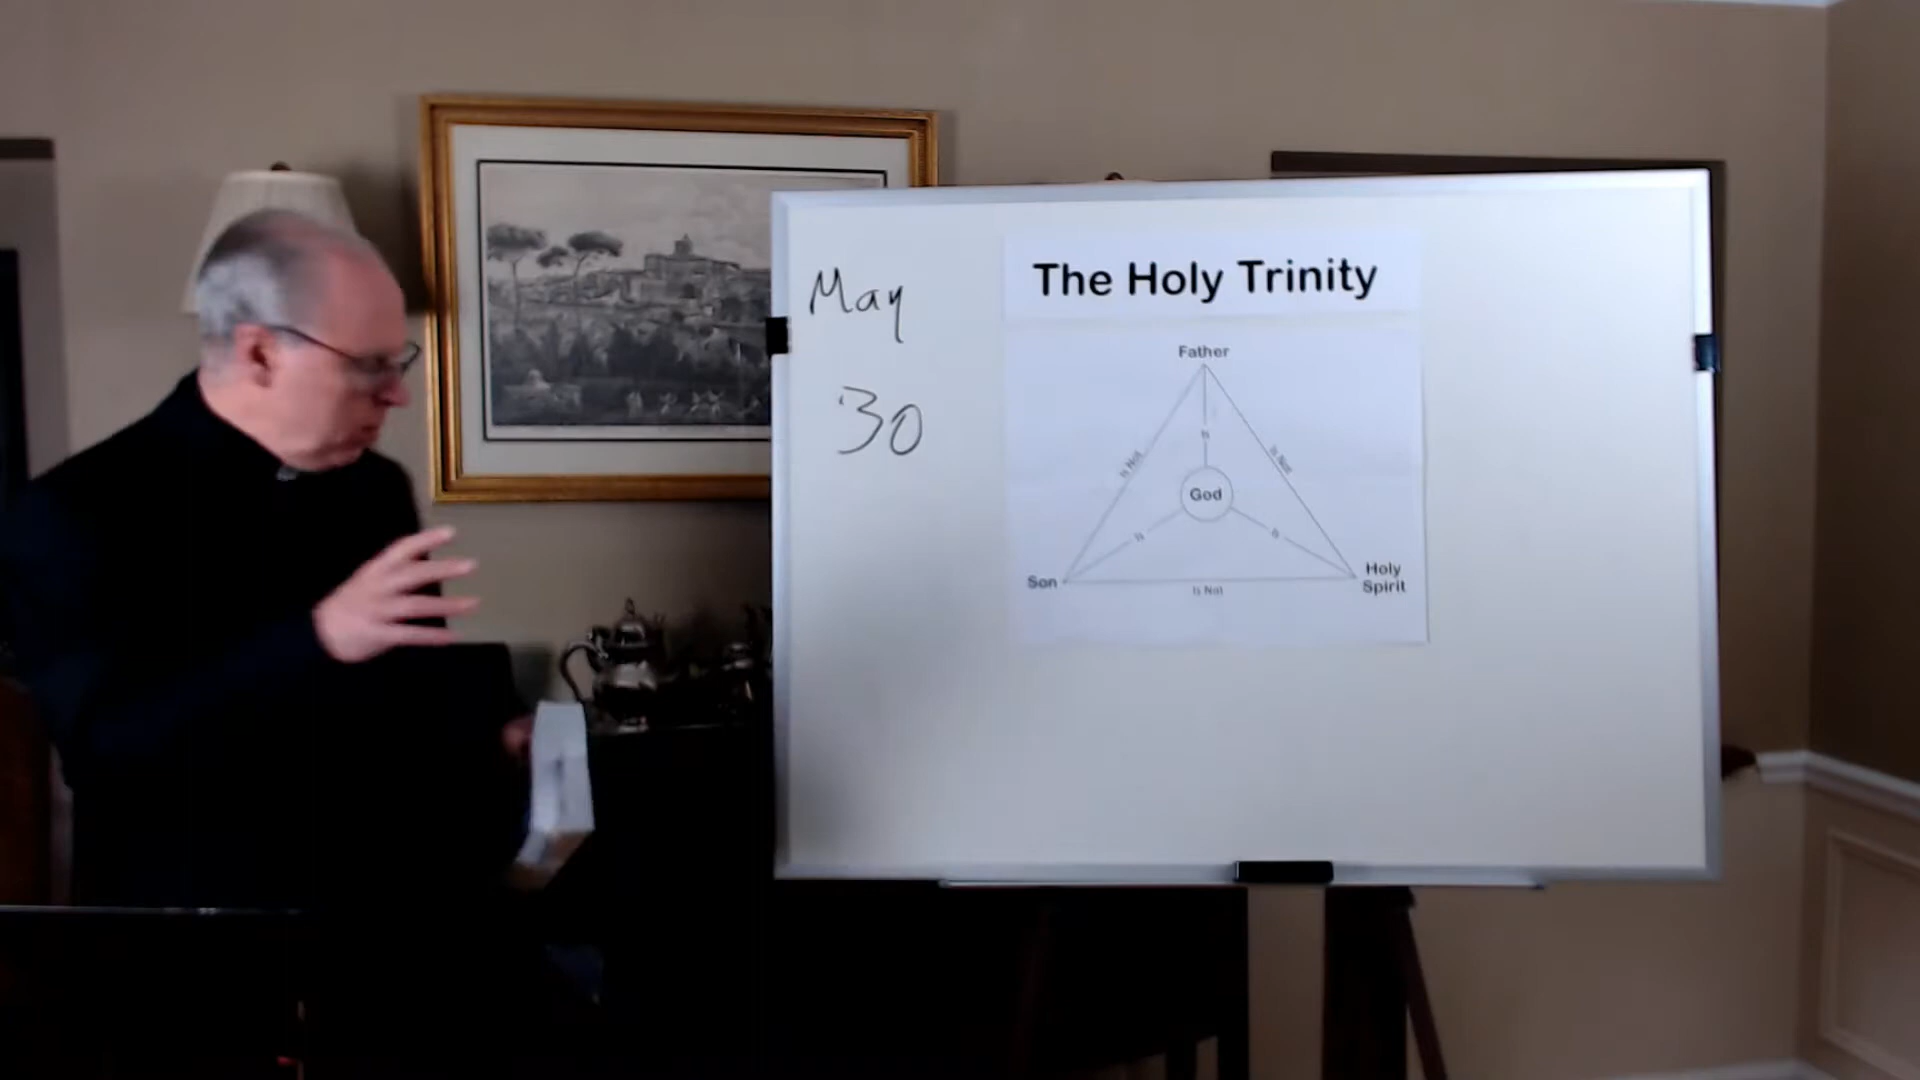 May
30
The Holy Trinity
Father
Is
Is Not
Is Not
God
Is
Is
Son
Holy
Spirit
Is Not